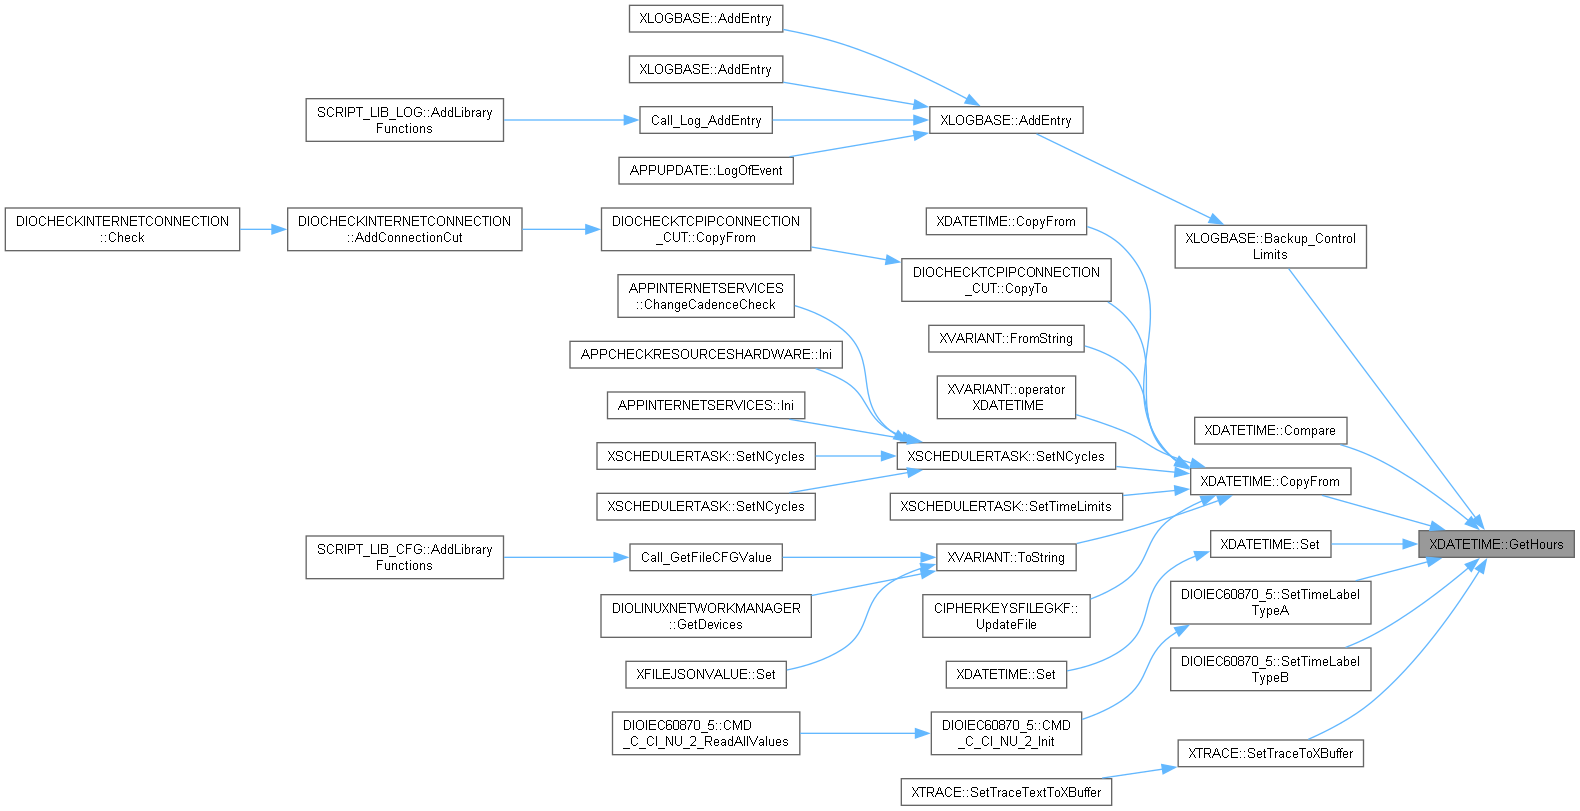 XLOGBASE::AddEntry
XLOGBASE::AddEntry
SCRIPT_LIB_LOG::AddLibrary
Functions
Call_Log_AddEntry
XLOGBASE::AddEntry
APPUPDATE::LogOfEvent
DIOCHECKINTERNETCONNECTION
::Check
DIOCHECKINTERNETCONNECTION
::AddConnectionCut
DIOCHECKTCPIPCONNECTION
_CUT::CopyFrom
XDATETIME::CopyFrom
XLOGBASE::Backup_Control
Limits
DIOCHECKTCPIPCONNECTION
_CUT::CopyTo
APPINTERNETSERVICES
::ChangeCadenceCheck
XVARIANT::FromString
APPCHECKRESOURCESHARDWARE::Ini
XVARIANT::operator
XDATETIME
APPINTERNETSERVICES::Ini
XDATETIME::Compare
XSCHEDULERTASK::SetNCycles
XSCHEDULERTASK::SetNCycles
XDATETIME::CopyFrom
XSCHEDULERTASK::SetNCycles
XSCHEDULERTASK::SetTimeLimits
SCRIPT_LIB_CFG::AddLibrary
Functions
Call_GetFileCFGValue
XVARIANT::ToString
XDATETIME::Set
XDATETIME::GetHours
DIOLINUXNETWORKMANAGER
::GetDevices
CIPHERKEYSFILEGKF::
UpdateFile
DIOIEC60870_5::SetTimeLabel
TypeA
XFILEJSONVALUE::Set
XDATETIME::Set
DIOIEC60870_5::SetTimeLabel
TypeB
DIOIEC60870_5::CMD
_C_CI_NU_2_ReadAllValues
DIOIEC60870_5::CMD
_C_CI_NU_2_Init
XTRACE::SetTraceToXBuffer
XTRACE::SetTraceTextToXBuffer